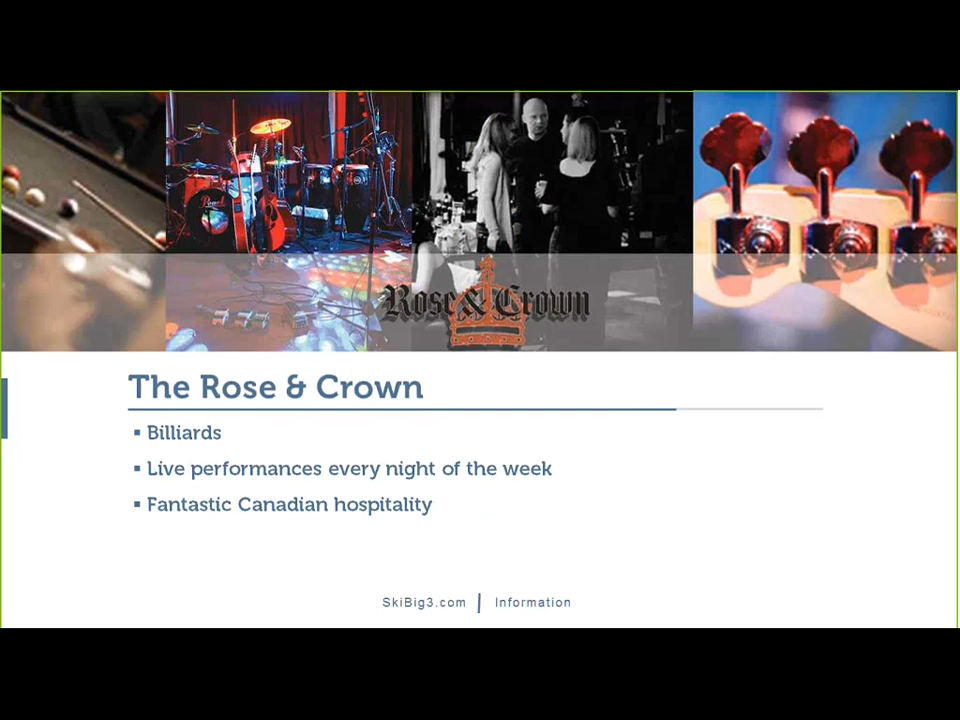 Rose & Crown
The Rose & Crown
▪ Billiards
▪ Live performances every night of the week
▪ Fantastic Canadian hospitality
SkiBig3.com | Information